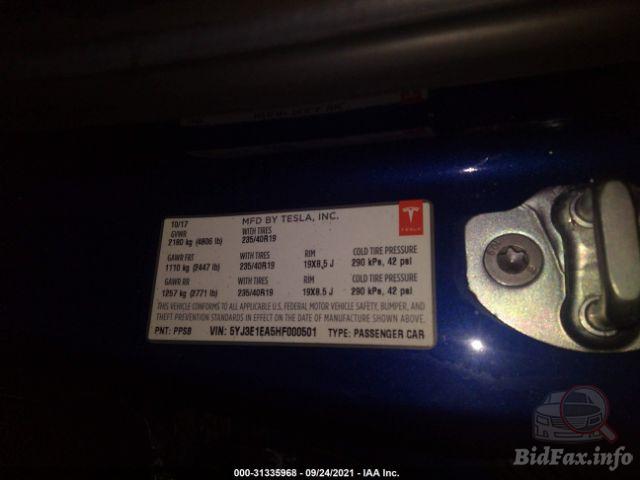 10/17 MFD BY TESLA, INC.
GVWR WITH TIRES
2180 kg (4806 lb) 235/40R19
GAWR FRT WITH TIRES RIM COLD TIRE PRESSURE
1110 kg (2447 lb) 235/40R19 19X8.5 J 290 kPa, 42 psi
GAWR RR WITH TIRES RIM COLD TIRE PRESSURE
1257 kg (2771 lb) 235/40R19 19X8.5 J 290 kPa, 42 psi
THIS VEHICLE CONFORMS TO ALL APPLICABLE U.S. FEDERAL MOTOR VEHICLE SAFETY, BUMPER, AND
THEFT PREVENTION STANDARDS IN EFFECT ON THE DATE OF MANUFACTURE SHOWN ABOVE.
PNT: PPSB VIN: 5YJ3E1EA5HF000501 TYPE: PASSENGER CAR
TESLA
BidFax.info
000-31335968 - 09/24/2021 - IAA Inc.